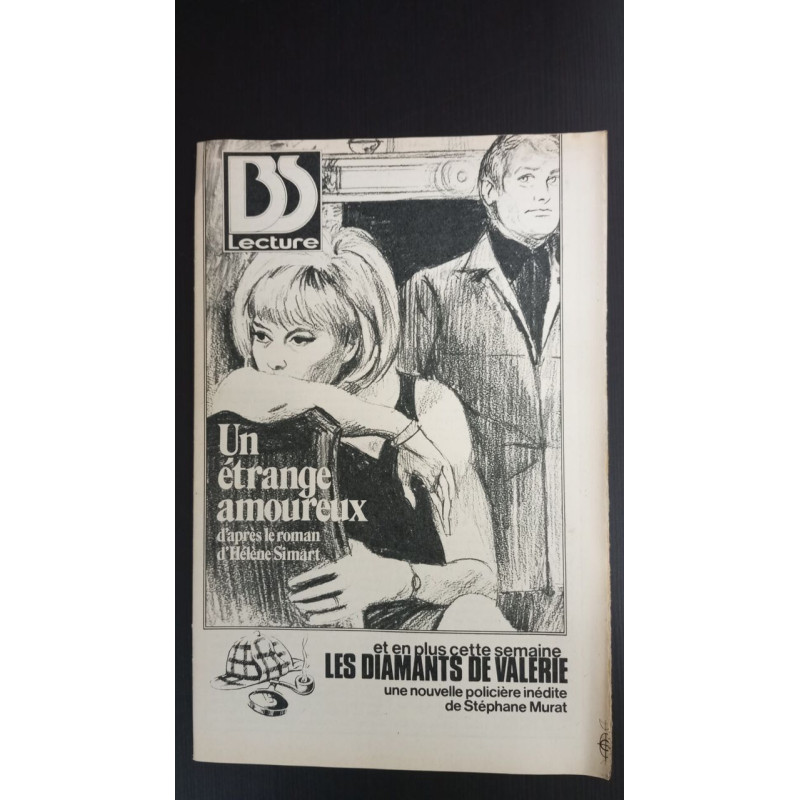 BS
Lecture
Un
étrange
amoureux
d'après le roman
d'Hélène Simart
et en plus cette semaine
LES DIAMANTS DE VALERIE
une nouvelle policière inédite
de Stéphane Murat